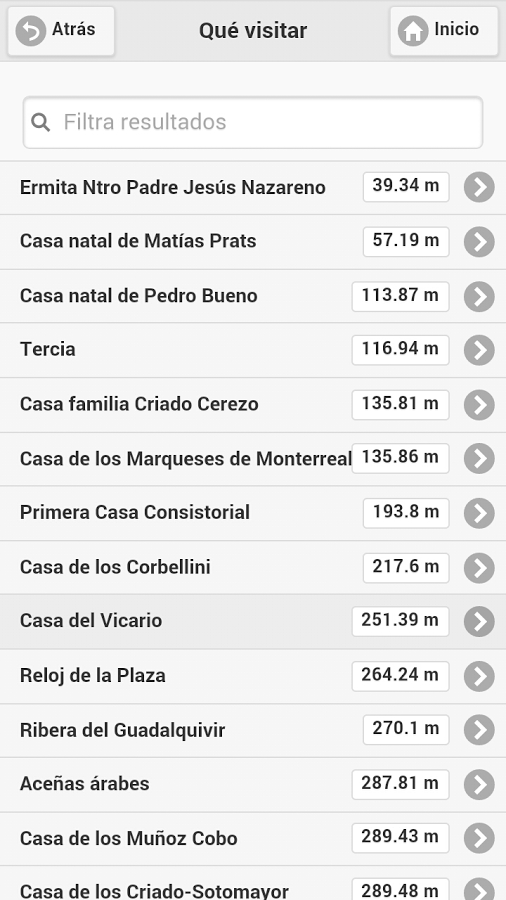 Atrás
Qué visitar
Inicio
Filtra resultados
Ermita Ntro Padre Jesús Nazareno 39.34 m
Casa natal de Matías Prats 57.19 m
Casa natal de Pedro Bueno 113.87 m
Tercia 116.94 m
Casa familia Criado Cerezo 135.81 m
Casa de los Marqueses de Monterreal 135.86 m
Primera Casa Consistorial 193.8 m
Casa de los Corbellini 217.6 m
Casa del Vicario 251.39 m
Reloj de la Plaza 264.24 m
Ribera del Guadalquivir 270.1 m
Aceñas árabes 287.81 m
Casa de los Muñoz Cobo 289.43 m
Casa de los Criado-Sotomayor 289.48 m